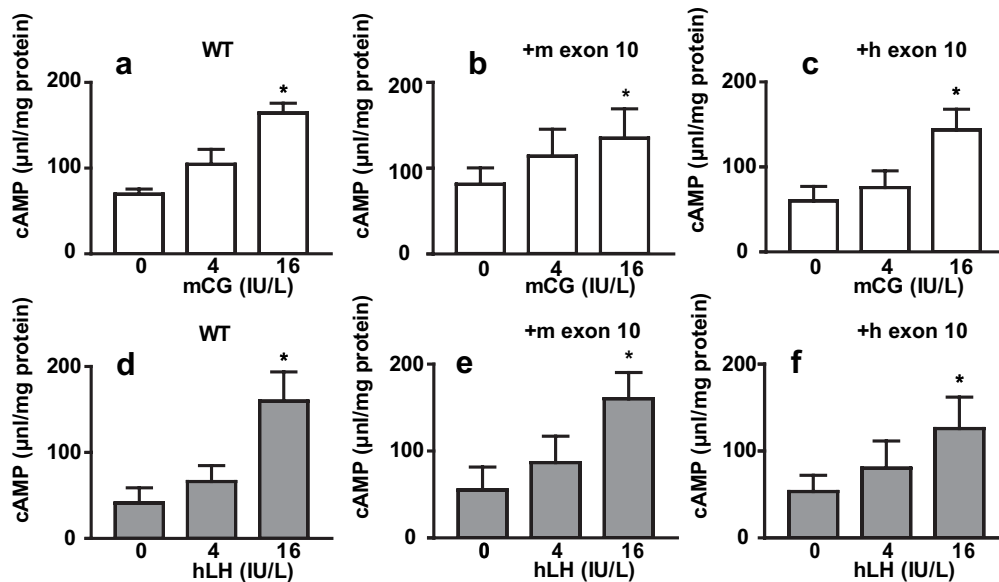 a
WT
cAMP (µnl/mg protein)
200
100
0
*
0 4 16
mCG (IU/L)
b
+m exon 10
cAMP (µnl/mg protein)
200
100
0
*
0 4 16
mCG (IU/L)
c
+h exon 10
cAMP (µnl/mg protein)
200
100
0
*
0 4 16
mCG (IU/L)
d
WT
cAMP (µnl/mg protein)
200
100
0
*
0 4 16
hLH (IU/L)
e
+m exon 10
cAMP (µnl/mg protein)
200
100
0
*
0 4 16
hLH (IU/L)
f
+h exon 10
cAMP (µnl/mg protein)
200
100
0
*
0 4 16
hLH (IU/L)